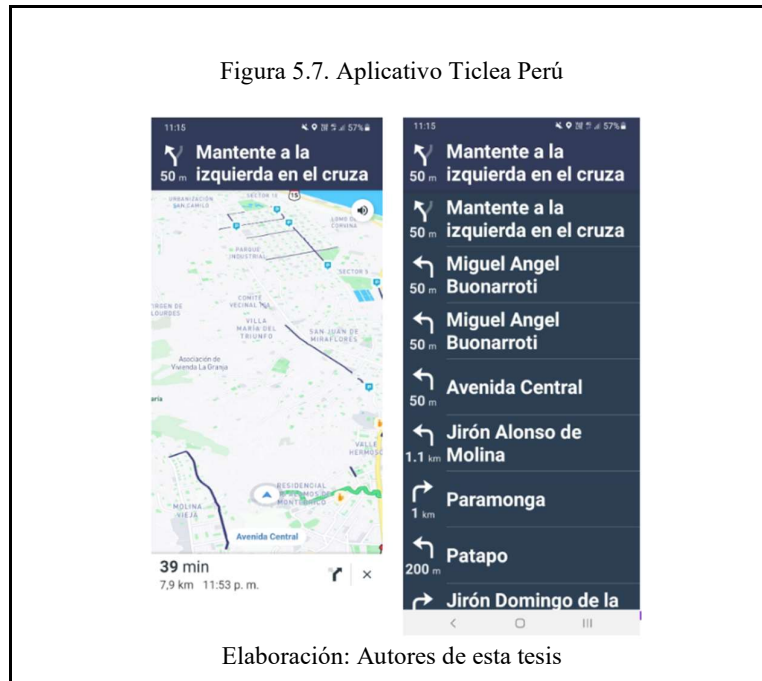 Figura 5.7. Aplicativo Ticlea Perú
11:15
57%
Mantente a la
50 m izquierda en el cruza
URBANIZACIÓN
SAN CAMILO
SECTOR 10
15
LOMO DE
CORVINA
PARQUE
INDUSTRIAL
SECTOR 5
COMITÉ
VECINAL
VIRGEN DE
LOURDES
VILLA
MARÍA DEL
TRIUNFO
SAN JUAN DE
MIRAFLORES
Asociación de
Vivienda La Granja
VALLE
HERMOSO
RESIDENCIAL
MONTERRICO
MOLINA
VIEJA
Avenida Central
39 min
7,9 km 11:53 p. m.
11:15
57%
Mantente a la
50 m izquierda en el cruza
Mantente a la
50 m izquierda en el cruza
Miguel Angel
50 m Buonarroti
Miguel Angel
50 m Buonarroti
Avenida Central
50 m
Jirón Alonso de
1.1 km Molina
Paramonga
1 km
Patapo
200 m
Jirón Domingo de la
Elaboración: Autores de esta tesis